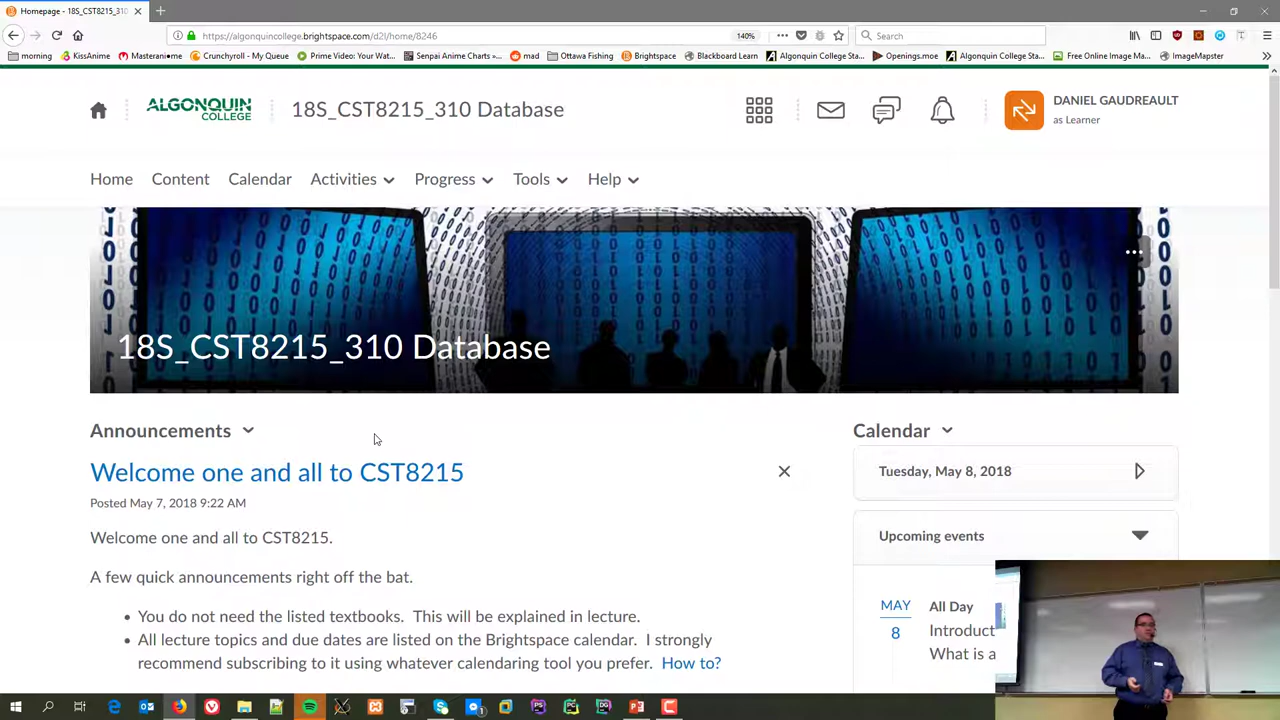 Homepage - 18S_CST8215_310
https://algonquincollege.brightspace.com/d2l/home/8246
140%
Search
morning
KissAnime
Masterani●me
Crunchyroll - My Queue
Prime Video: Your Wat...
Senpai Anime Charts –...
mad
Ottawa Fishing
Brightspace
Blackboard Learn
Algonquin College Sta...
Openings.moe
Algonquin College Sta...
Free Online Image Ma...
ImageMapster
ALGONQUIN
COLLEGE
18S_CST8215_310 Database
DANIEL GAUDREAULT
as Learner
Home
Content
Calendar
Activities
Progress
Tools
Help
18S_CST8215_310 Database
Announcements
Welcome one and all to CST8215
Posted May 7, 2018 9:22 AM
Welcome one and all to CST8215.
A few quick announcements right off the bat.
• You do not need the listed textbooks. This will be explained in lecture.
• All lecture topics and due dates are listed on the Brightspace calendar. I strongly
recommend subscribing to it using whatever calendaring tool you prefer. How to?
Calendar
Tuesday, May 8, 2018
Upcoming events
MAY
8
All Day
Introduct
What is a